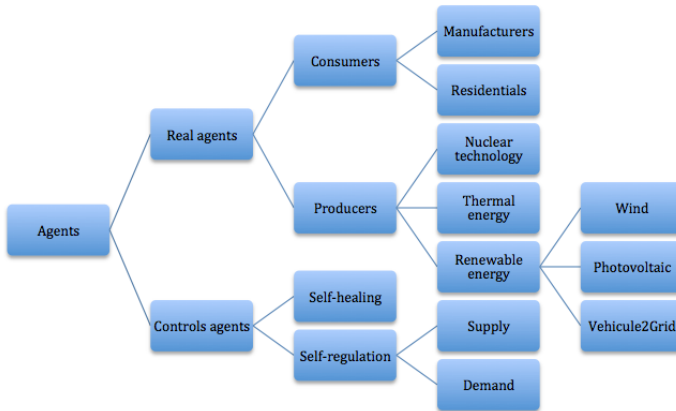 Manufacturers
Consumers
Residentials
Real agents
Nuclear
technology
Producers
Thermal
energy
Wind
Agents
Renewable
energy
Photovoltaic
Self-healing
Controls agents
Supply
Vehicule2Grid
Self-regulation
Demand